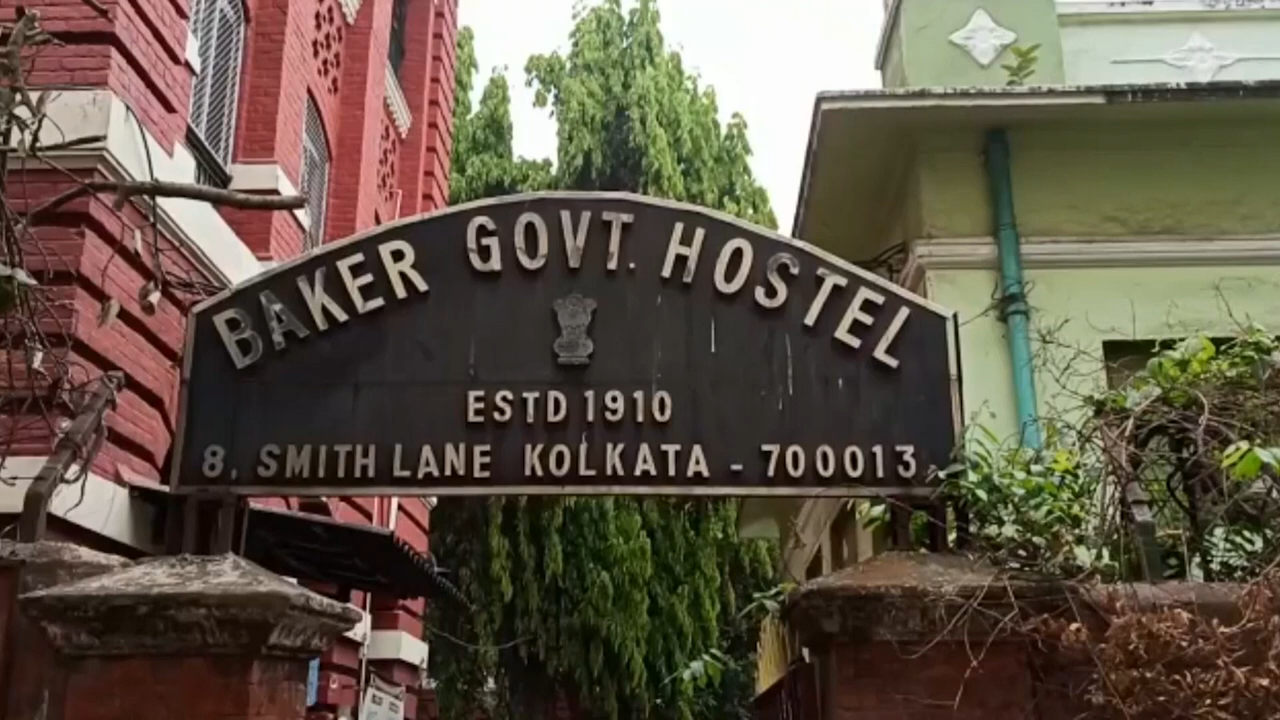 BAKER GOVT. HOSTEL
ESTD 1910
8, SMITH LANE KOLKATA - 700013.